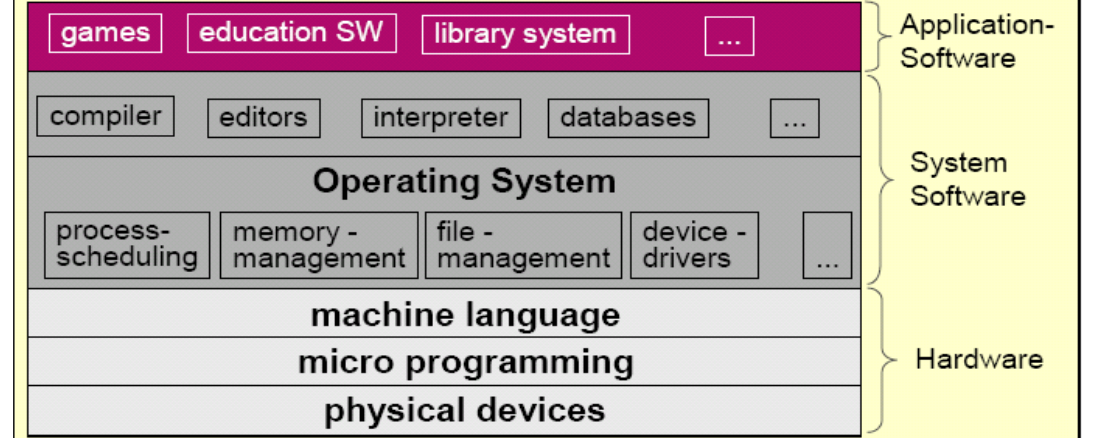 games education SW library system ...
Application-
Software
compiler editors interpreter databases ...
System
Software
Operating System
process-
scheduling
memory -
management
file -
management
device -
drivers
...
machine language
micro programming
Hardware
physical devices